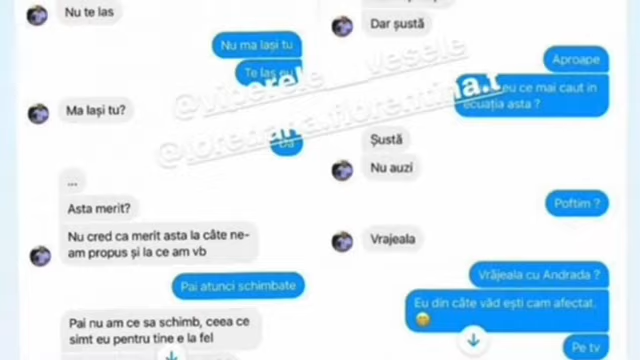 Nu te las
Nu ma lași tu
Te las eu
Ma lași tu?
Da
...
Asta merit?
Nu cred ca merit asta la câte ne-
am propus și la ce am vb
Pai atunci schimbate
Pai nu am ce sa schimb, ceea ce
simt eu pentru tine e la fel
Dar șustă
Aproape
eu ce mai caut in
ecuația asta ?
Șustă
Nu auzi
Poftim ?
Vrajeala
Vrăjeala cu Andrada ?
Eu din câte văd ești cam afectat.
🤭
Pe tv
Vesele